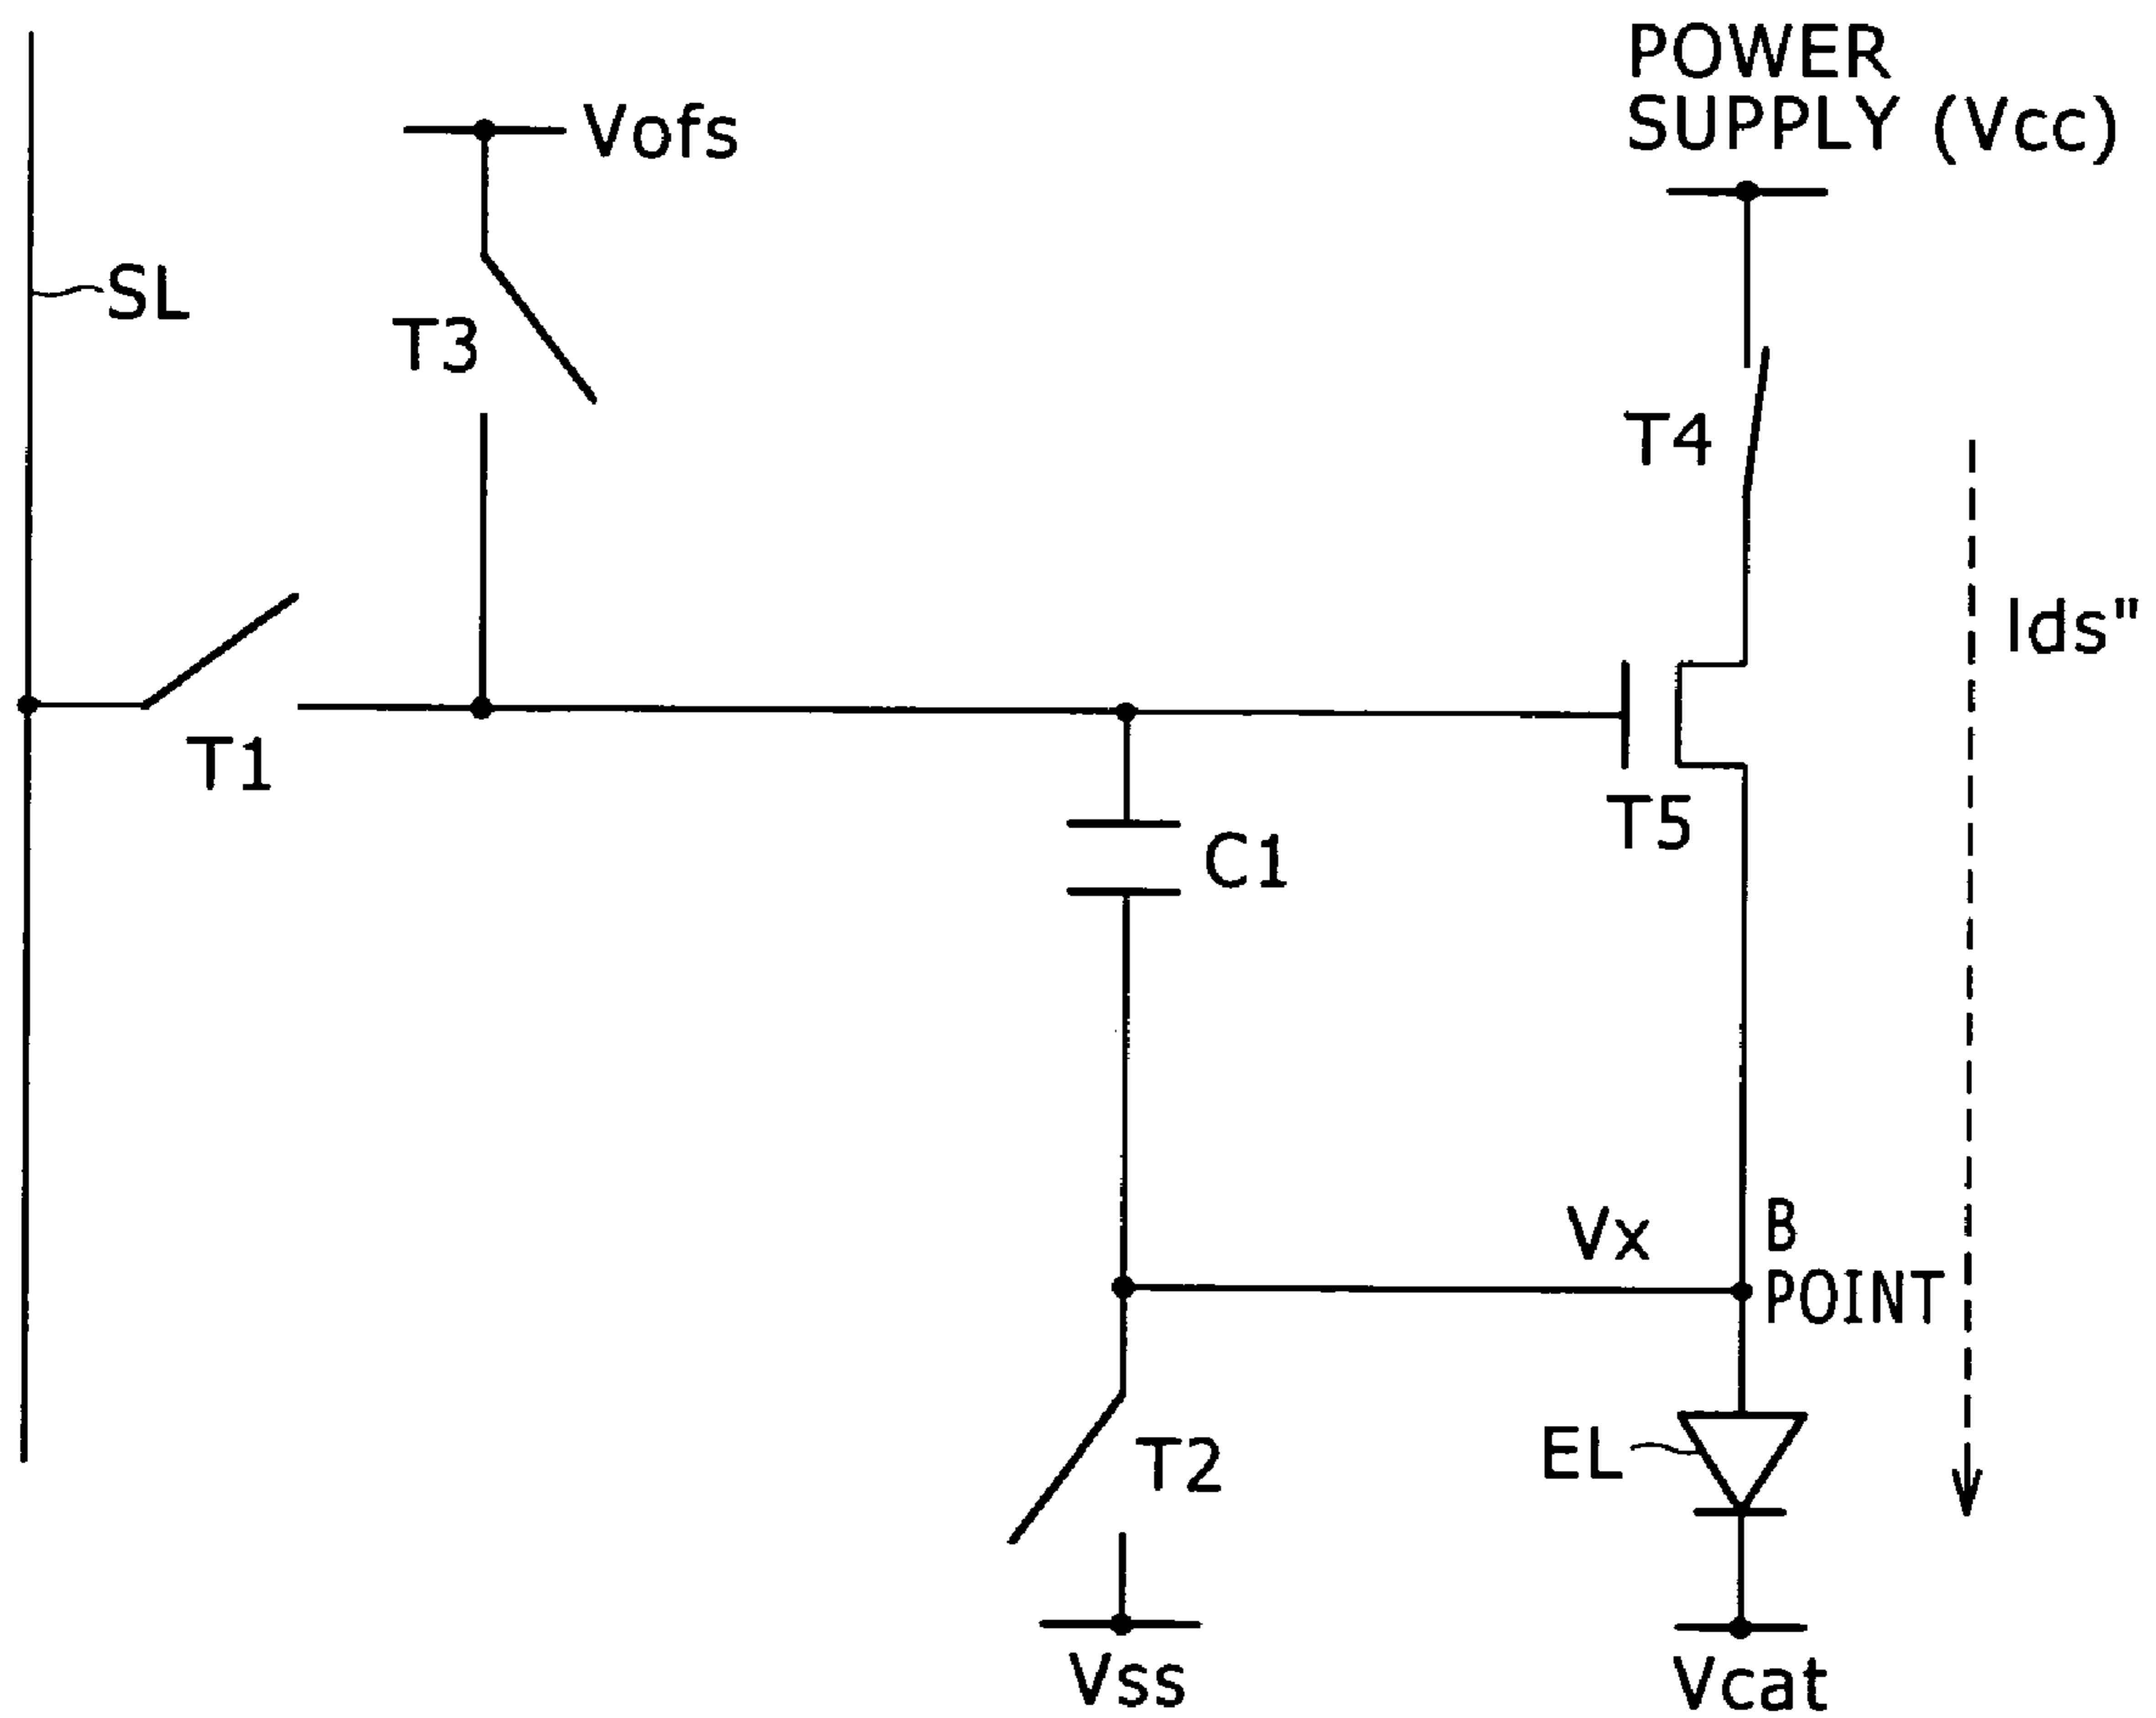 POWER
SUPPLY (Vcc)
Vofs
SL
T3
T4
Ids"
T1
T5
C1
Vx
B
POINT
T2
EL
Vss
Vcat